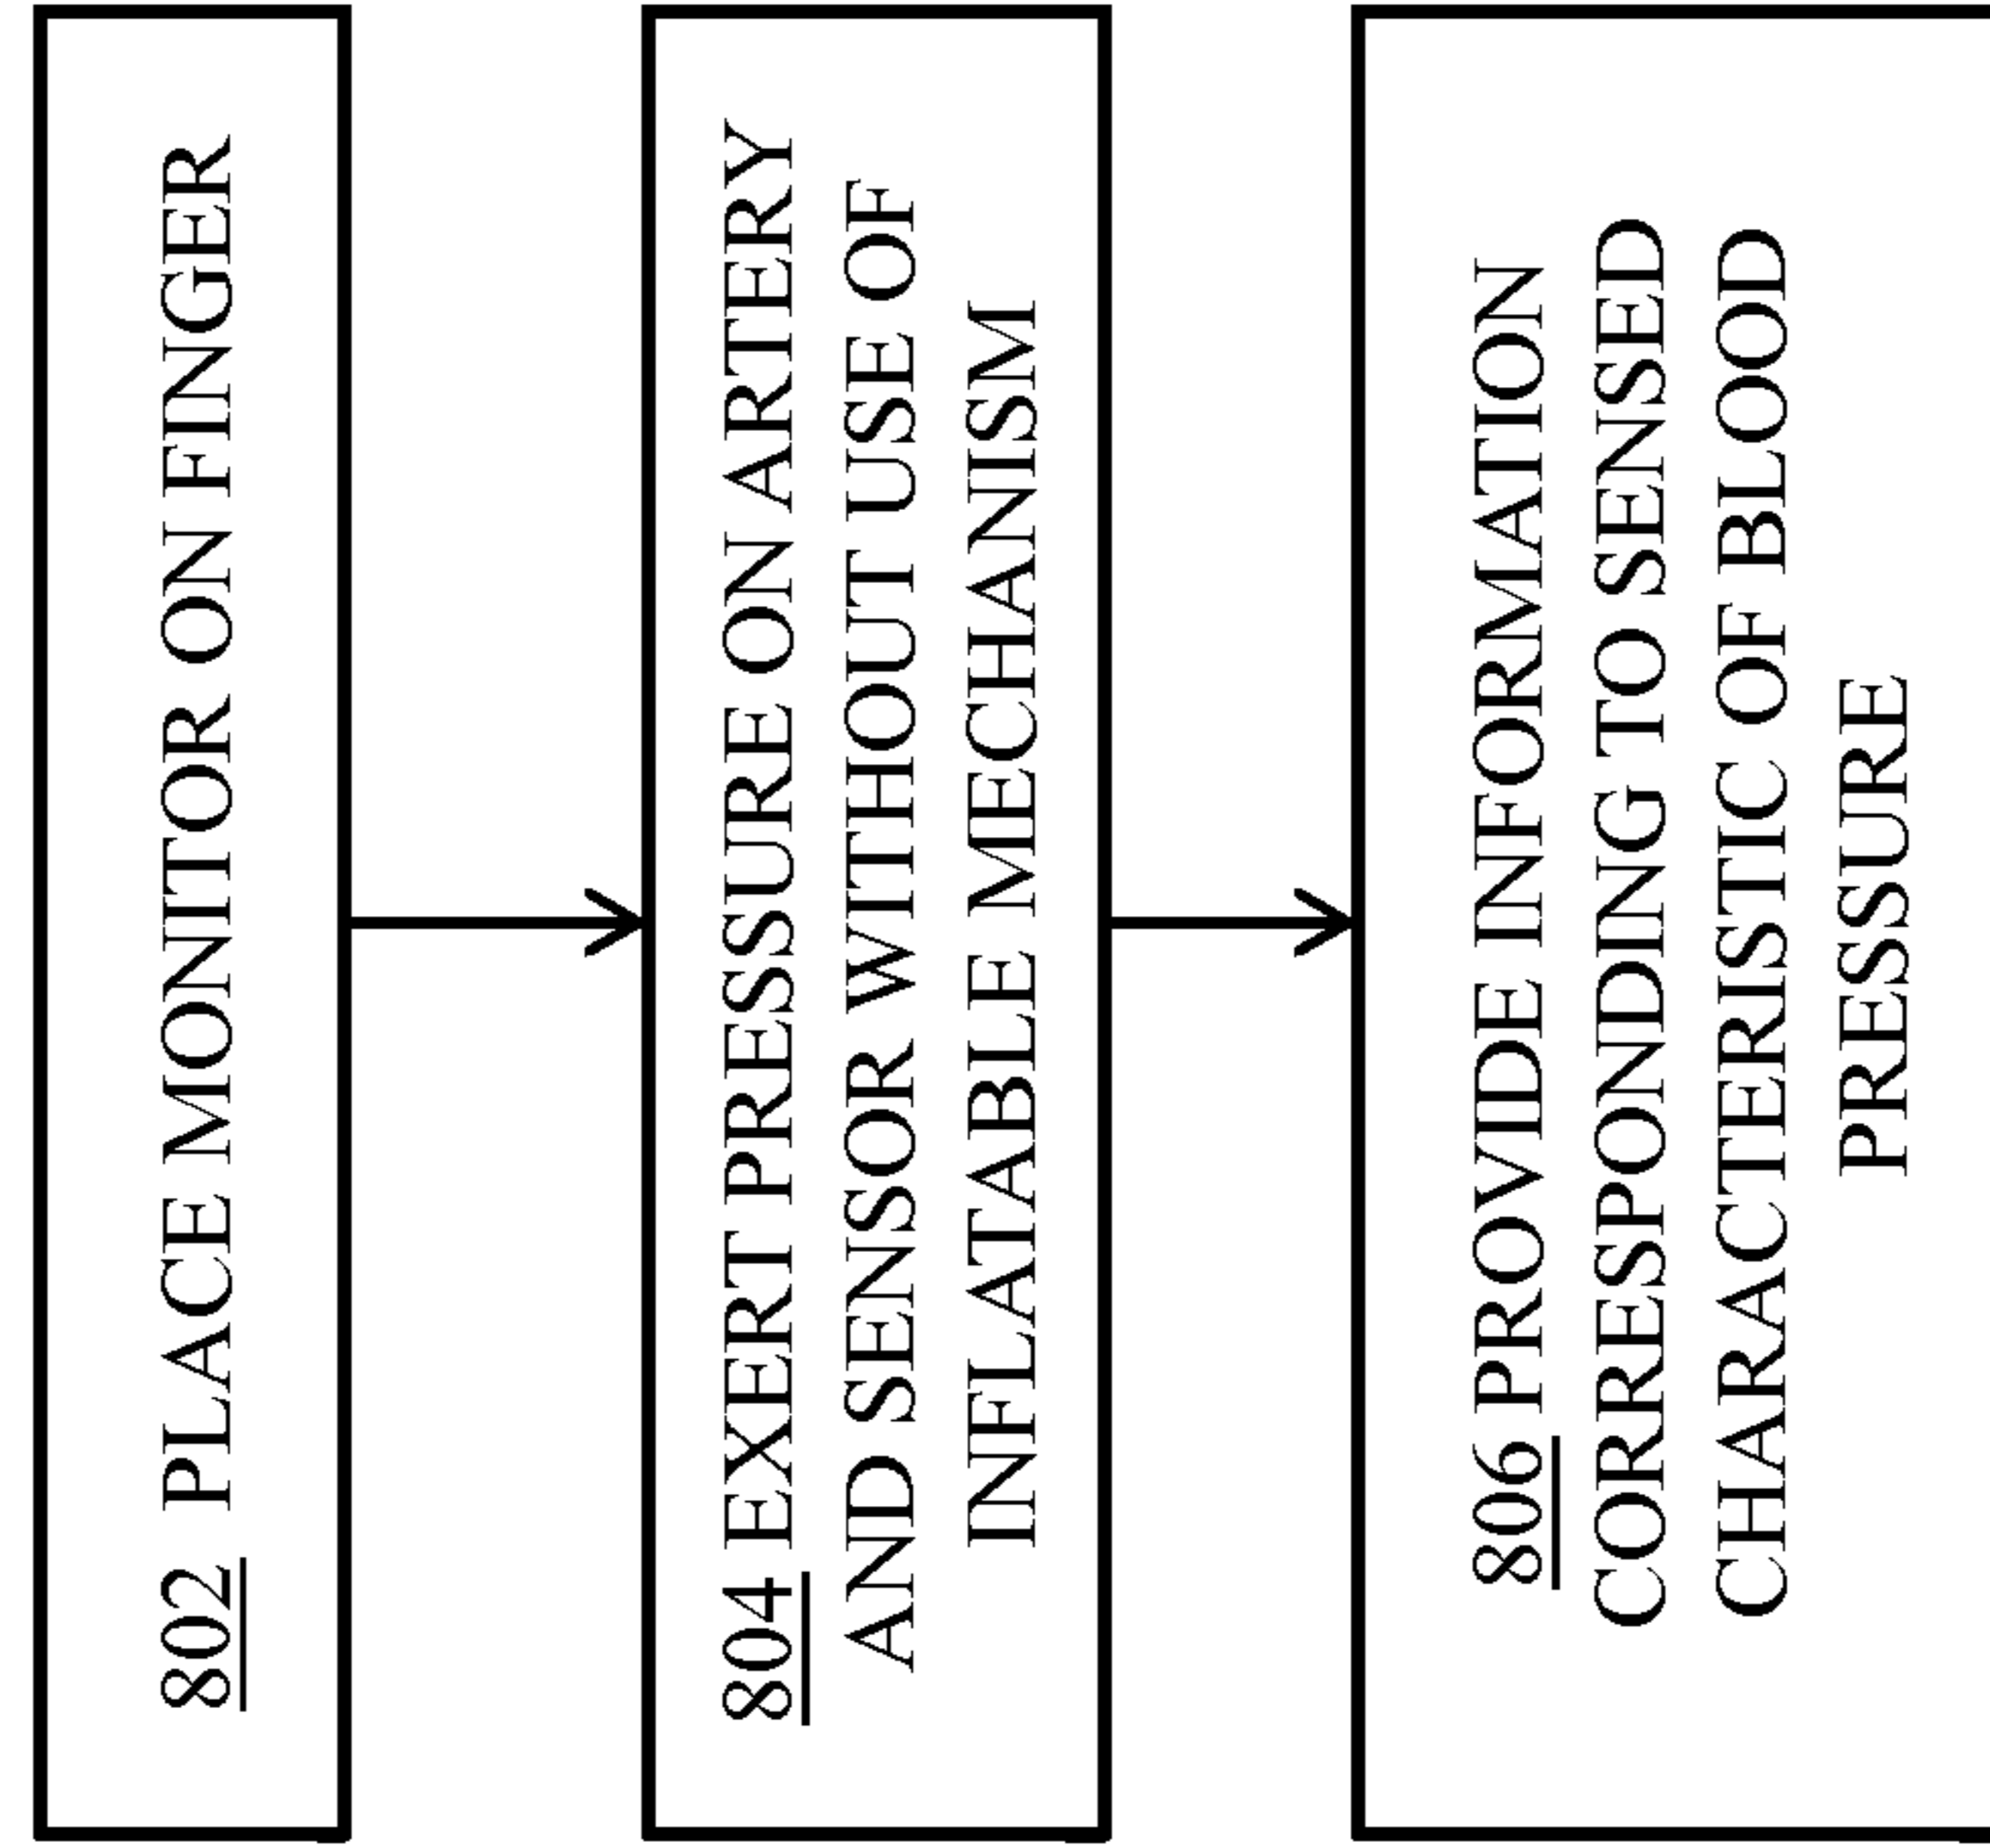 802 PLACE MONITOR ON FINGER
804 EXERT PRESSURE ON ARTERY
AND SENSOR WITHOUT USE OF
INFLATABLE MECHANISM
806 PROVIDE INFORMATION
CORRESPONDING TO SENSED
CHARACTERISTIC OF BLOOD
PRESSURE